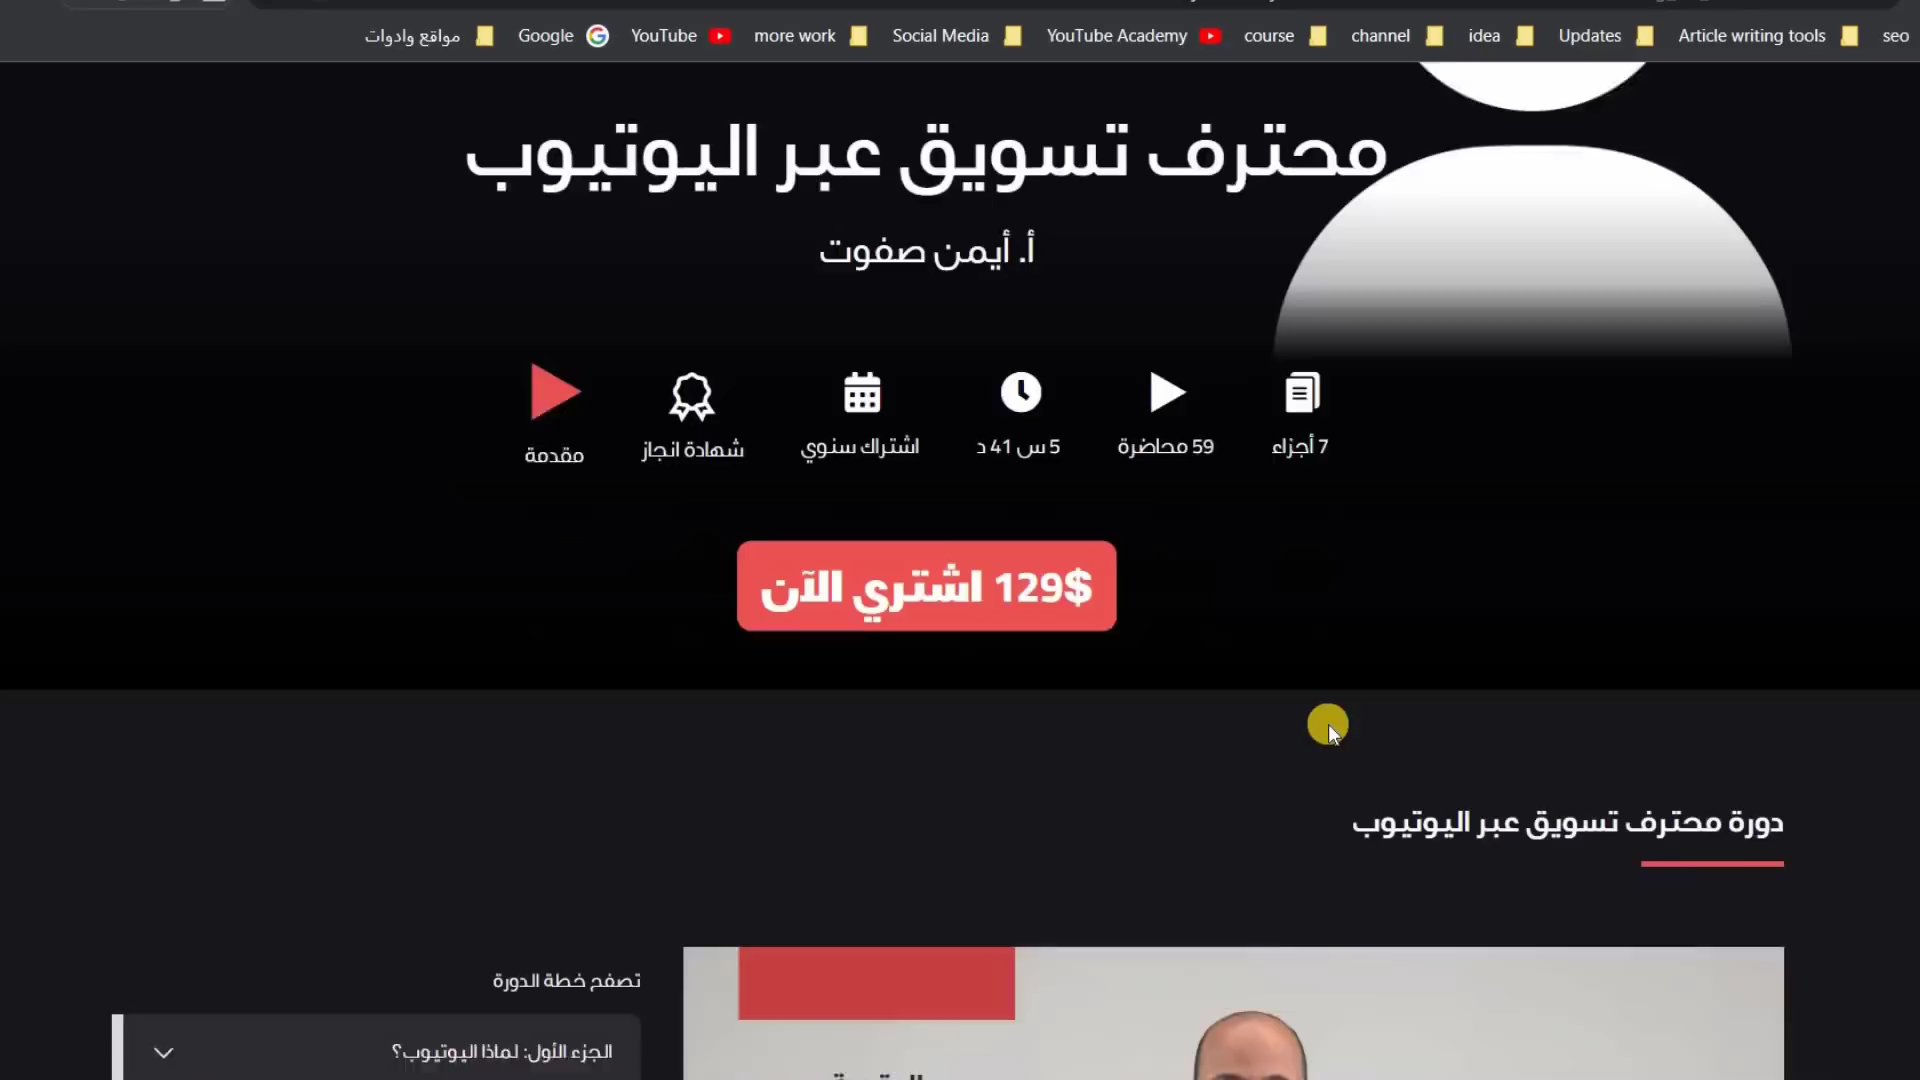 مواقع وادوات Google YouTube more work Social Media YouTube Academy course channel idea Updates Article writing tools seo
محترف تسويق عبر اليوتيوب
أ. أيمن صفوت
7 أجزاء
59 محاضرة
5 س 41 د
اشتراك سنوي
شهادة انجاز
مقدمة
129$ اشتري الآن
دورة محترف تسويق عبر اليوتيوب
تصفح خطة الدورة
الجزء الأول: لماذا اليوتيوب؟